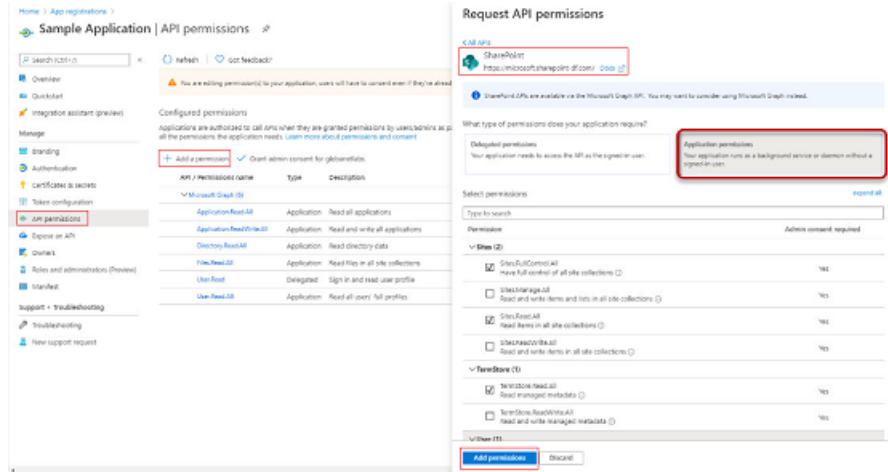 Home > App registrations >
Sample Application | API permissions
Search (Ctrl+/)
«
Refresh
Got feedback?
Overview
Quickstart
Integration assistant (preview)
You are editing permission(s) to your application, users will have to consent even if they've alread
Manage
Branding
Authentication
Certificates & secrets
Token configuration
API permissions
Expose an API
Owners
Roles and administrators (Preview)
Manifest
Support + Troubleshooting
Troubleshooting
New support request
Configured permissions
Applications are authorized to call APIs when they are granted permissions by users/admins as p
all the permissions the application needs. Learn more about permissions and consent
+ Add a permission
Grant admin consent for
API / Permissions name Type Description
Microsoft Graph (6)
Application.Read.All Application Read all applications
Application.ReadWrite.All Application Read and write all applications
Directory.Read.All Application Read directory data
Files.Read.All Application Read files in all site collections
User.Read Delegated Sign in and read user profile
User.Read.All Application Read all users' full profiles
Request API permissions
< All APIs
SharePoint
https://microsoft.sharepoint-df.com/ Docs
SharePoint APIs are available via the Microsoft Graph API. You may want to consider using Microsoft Graph instead.
What type of permissions does your application require?
Delegated permissions
Your application needs to access the API as the signed-in user.
Application permissions
Your application runs as a background service or daemon without a
signed-in user.
Select permissions
expand all
Type to search
Permission Admin consent required
Sites (2)
Sites.FullControl.All
Have full control of all site collections
Yes
Sites.Manage.All
Read and write items and lists in all site collections
Yes
Sites.Read.All
Read items in all site collections
Yes
Sites.ReadWrite.All
Read and write items in all site collections
Yes
TermStore (1)
TermStore.Read.All
Read managed metadata
Yes
TermStore.ReadWrite.All
Read and write managed metadata
Yes
User (1)
Add permissions
Discard